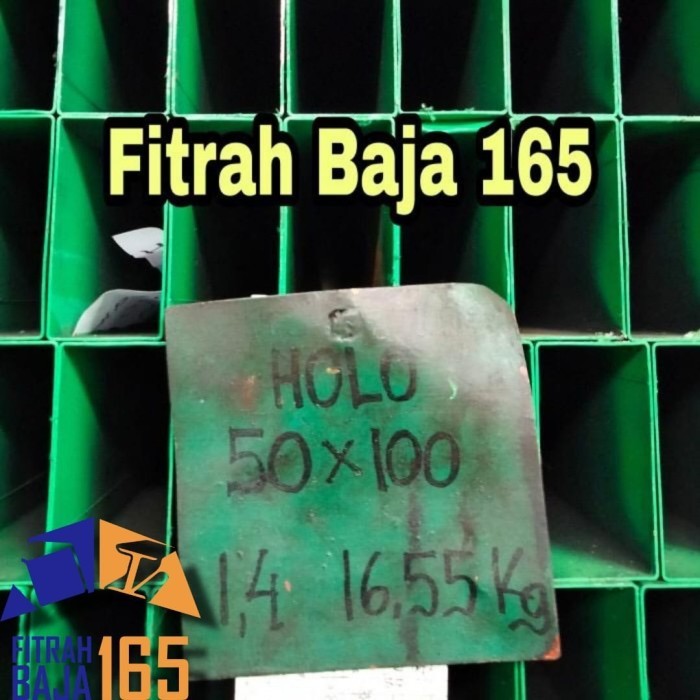 Fitrah Baja 165
HOLO
50x100
1,4 16,55 Kg
FITRAH
BAJA 165